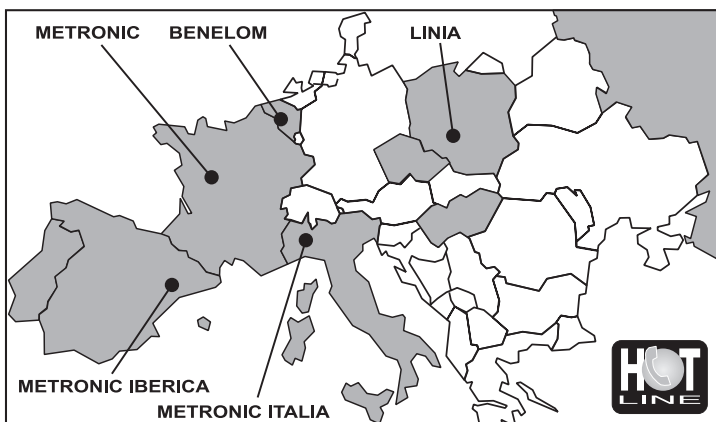 METRONIC
BENELOM
LINIA
METRONIC IBERICA
METRONIC ITALIA
HOT
LINE